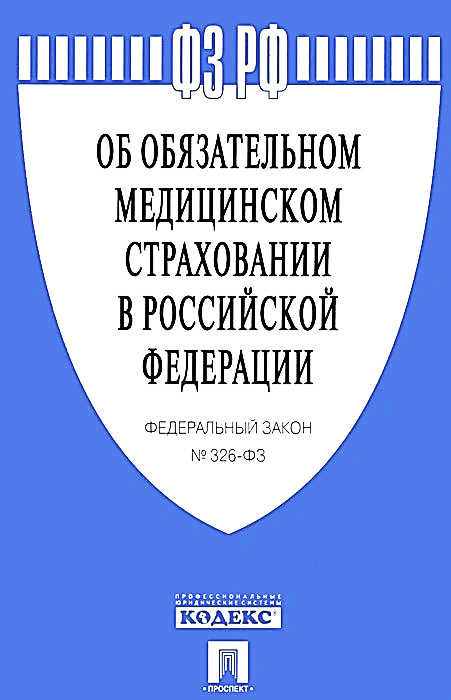 ФЗ РФ
ОБ ОБЯЗАТЕЛЬНОМ
МЕДИЦИНСКОМ
СТРАХОВАНИИ
В РОССИЙСКОЙ
ФЕДЕРАЦИИ
ФЕДЕРАЛЬНЫЙ ЗАКОН
№ 326-ФЗ
ПРОФЕССИОНАЛЬНЫЕ
ЮРИДИЧЕСКИЕ СИСТЕМЫ
КОДЕКС®
• ПРОСПЕКТ •